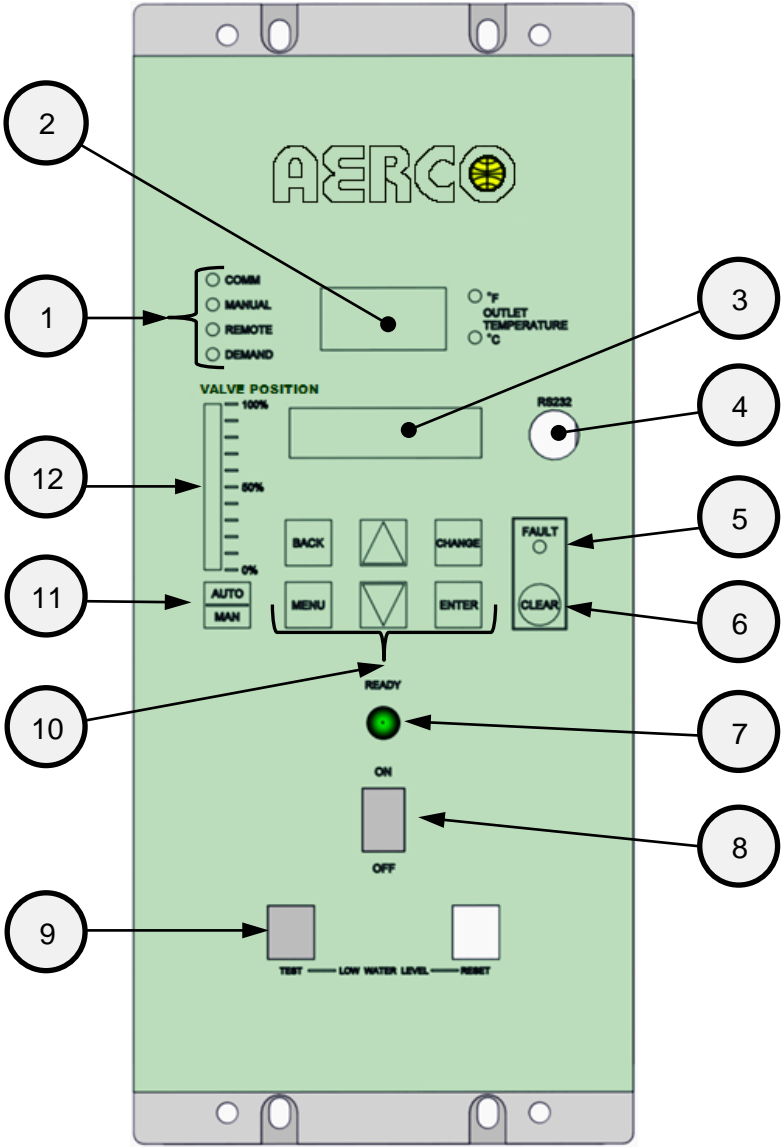 AERCO
2
COMM
MANUAL
REMOTE
DEMAND
1
°F
OUTLET
TEMPERATURE
°C
3
VALVE POSITION
100%
50%
0%
RS232
4
12
BACK
CHANGE
FAULT
5
AUTO
MAN
11
MENU
ENTER
CLEAR
6
10
READY
7
ON
OFF
8
9
TEST LOW WATER LEVEL RESET